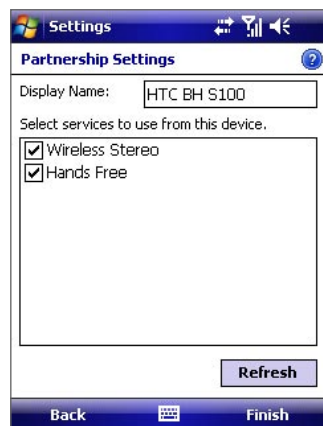 Settings
Partnership Settings
Display Name: HTC BH S100
Select services to use from this device.
Wireless Stereo
Hands Free
Refresh
Back Finish